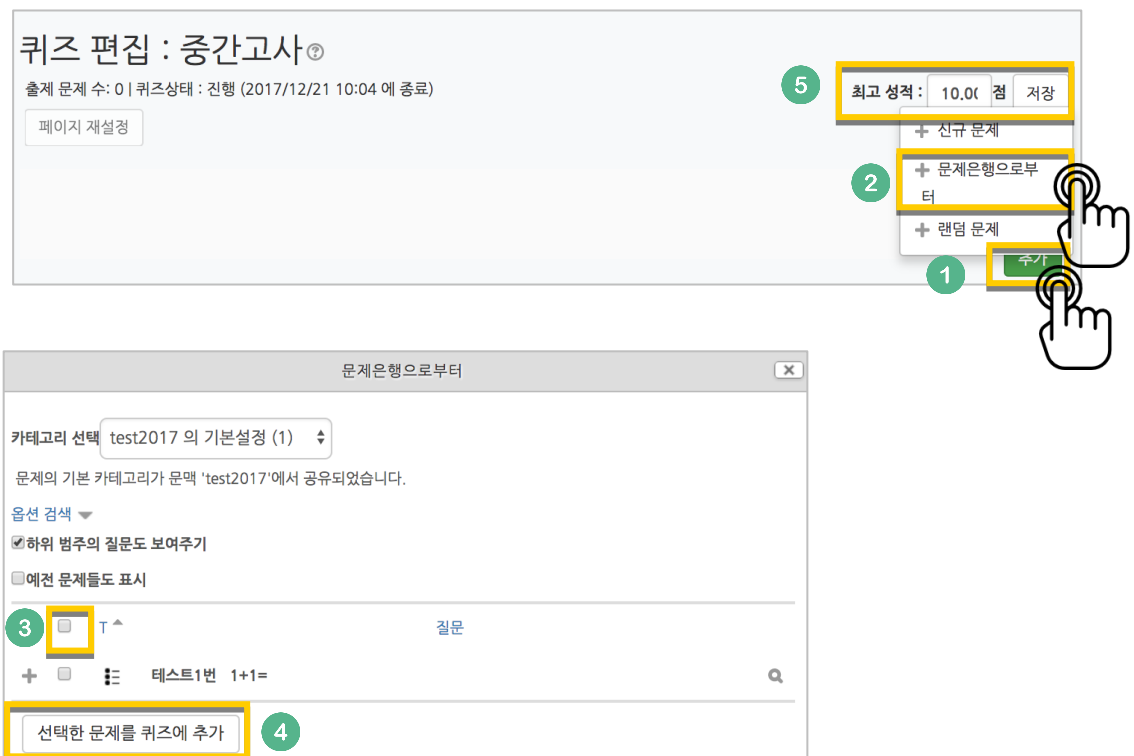 퀴즈 편집 : 중간고사
출제 문제 수: 0 | 퀴즈상태 : 진행 (2017/12/21 10:04 에 종료)
페이지 재설정
5
최고 성적 : 10.00 점 저장
+ 신규 문제
2
+ 문제은행으로부
터
+ 랜덤 문제
1
추가
문제은행으로부터
카테고리 선택 test2017 의 기본설정 (1)
문제의 기본 카테고리가 문맥 'test2017'에서 공유되었습니다.
옵션 검색
하위 범주의 질문도 보여주기
예전 문제들도 표시
3
T 질문
테스트1번 1+1=
선택한 문제를 퀴즈에 추가
4